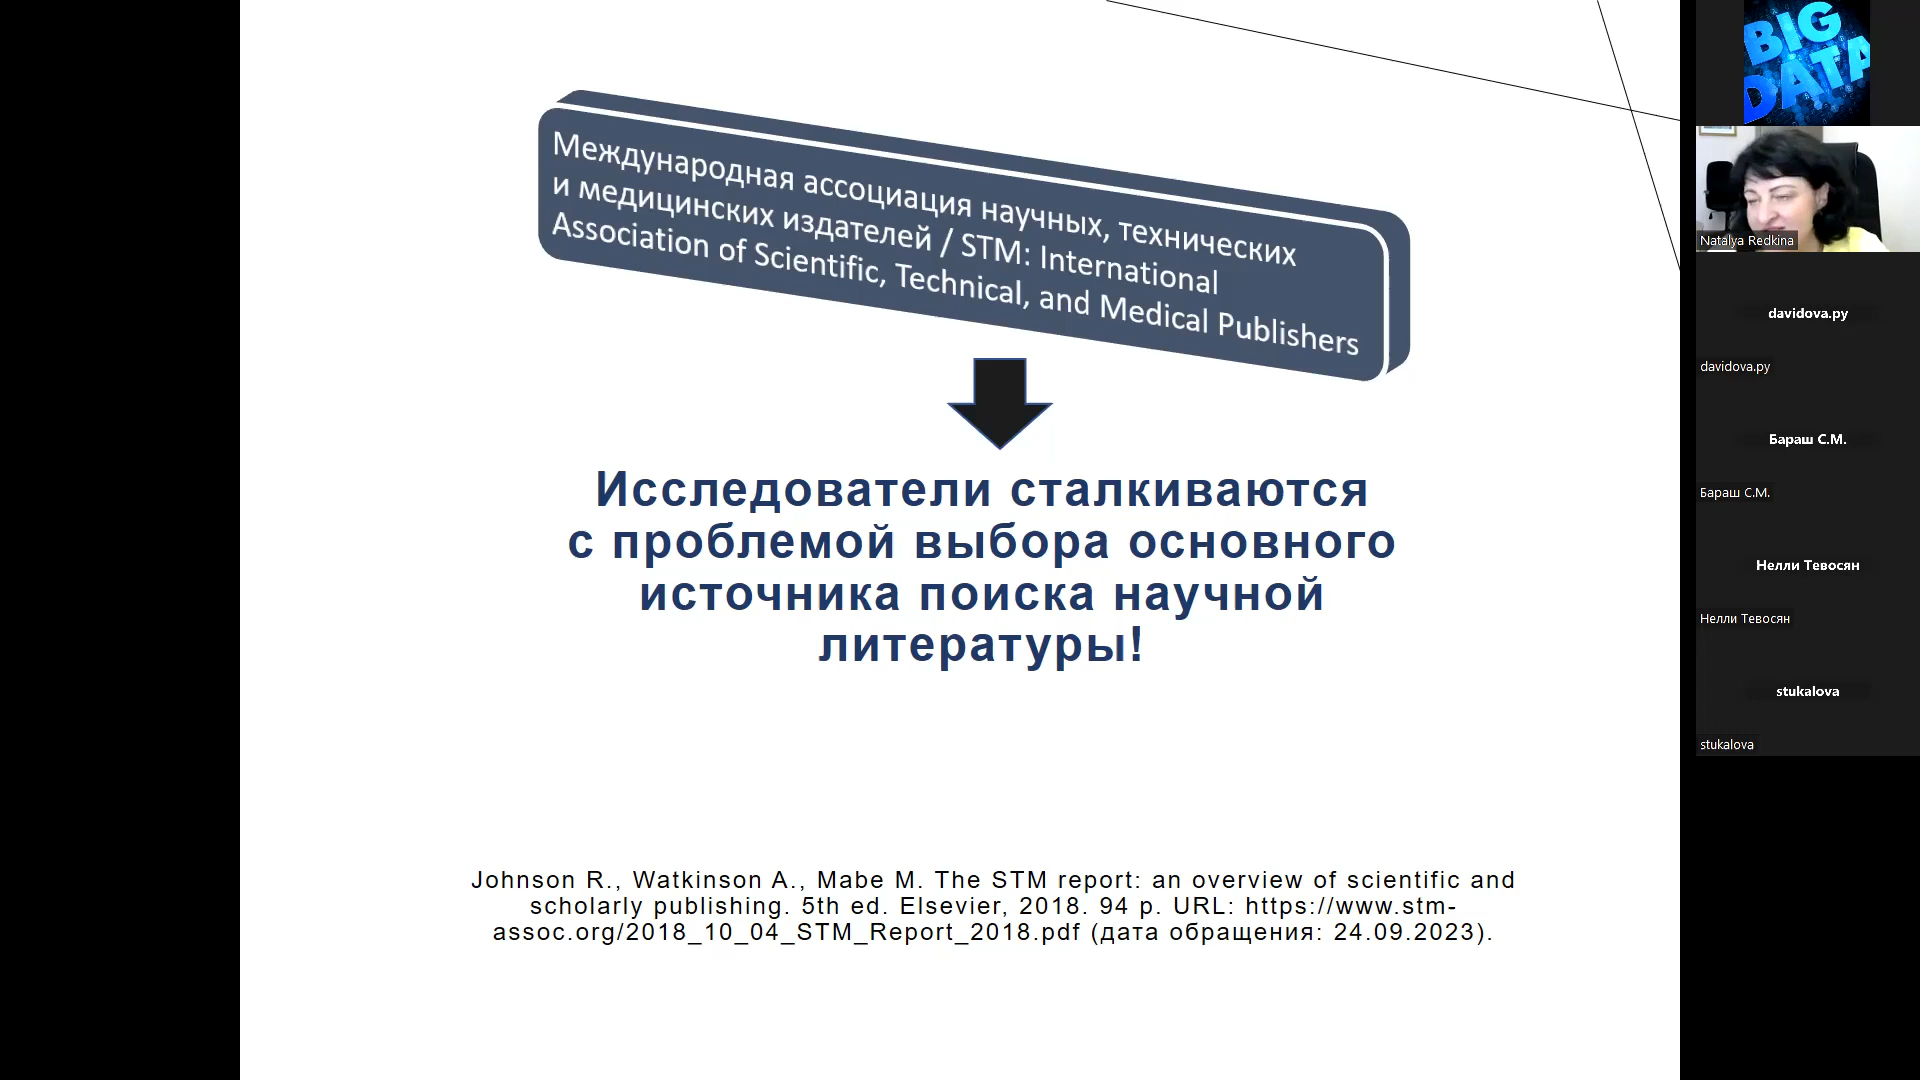 Международная ассоциация научных, технических
и медицинских издателей / STM: International
Association of Scientific, Technical, and Medical Publishers
Исследователи сталкиваются
с проблемой выбора основного
источника поиска научной
литературы!
Johnson R., Watkinson A., Mabe M. The STM report: an overview of scientific and
scholarly publishing. 5th ed. Elsevier, 2018. 94 p. URL: https://www.stm-
assoc.org/2018_10_04_STM_Report_2018.pdf (дата обращения: 24.09.2023).
BIG
DATA
Natalya Redkina
davidova.py
davidova.py
Бараш С.М.
Бараш С.М.
Нелли Тевосян
Нелли Тевосян
stukalova
stukalova